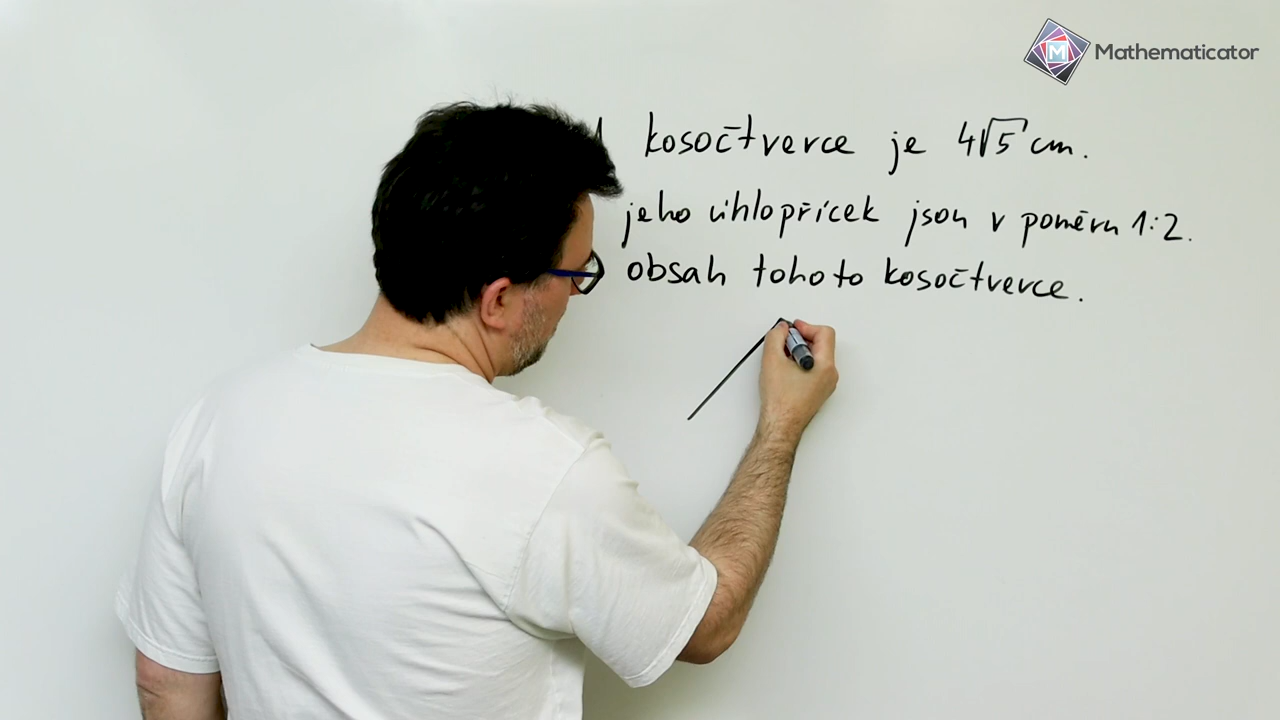 Mathematicator
kosočtverce je 4√5 cm.
jeho úhlopříček jsou v poměru 1:2.
obsah tohoto kosočtverce.